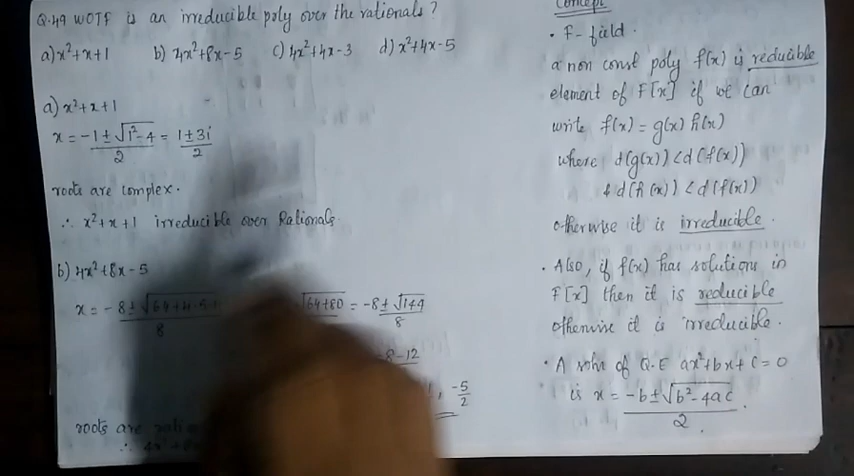 Q.49 WOTF is an irreducible poly over the rationals?
a) x²+x+1 b) 4x²+8x-5 c) 4x²+4x-3 d) x²+4x-5
a) x²+x+1
x = -1±√1²-4 / 2 = 1±3i / 2
roots are complex.
∴ x²+x+1 irreducible over Rationals.
b) 4x²+8x-5
x = -8±√64+4·5· / 8 √64+80 = -8±√144 / 8
-8-12
, -5/2
roots are
∴ 4x²+8x
Concept
• F-field.
a non const poly f(x) is reducible
element of F[x] if we can
write f(x) = g(x) h(x)
where d(g(x)) < d(f(x))
& d(h(x)) < d(f(x))
otherwise it is irreducible.
• Also, if f(x) has solutions in
F[x] then it is reducible
otherwise it is irreducible.
• A soln of Q.E ax²+bx+c=0
is x = -b±√b²-4ac / 2.